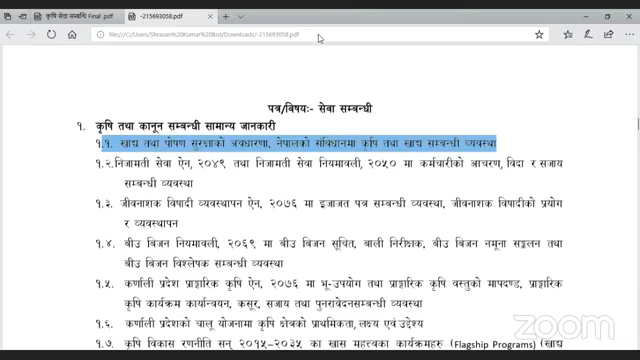 कृषि सेवा सम्बन्धि Final .pdf
-215693058.pdf
file:///C:/Users/Shravan%20Kumar%20Bist/Downloads/-215693058.pdf
पत्र/विषयः- सेवा सम्बन्धी
१. कृषि तथा कानून सम्बन्धी सामान्य जानकारी
१.१. खाद्य तथा पोषण सुरक्षाको अवधारणा, नेपालको संविधानमा कृषि तथा खाद्य सम्बन्धी व्यवस्था
१.२. निजामती सेवा ऐन, २०४९ तथा निजामती सेवा नियमावली, २०५० मा कर्मचारीको आचरण, विदा र सजाय
सम्बन्धी व्यवस्था
१.३. जीवनाशक विषादी व्यवस्थापन ऐन, २०७६ मा इजाजत पत्र सम्बन्धी व्यवस्था, जीवनाशक विषादीको प्रयोग
र व्यवस्थापन
१.४. बीउ बिजन नियमावली, २०६९ मा बीउ बिजन सूचित, बाली निरीक्षक, बीउ बिजन नमूना सङ्कलन तथा
बीउ बिजन विश्लेषक सम्बन्धी व्यवस्था
१.५. कर्णाली प्रदेश प्राङ्गारिक कृषि ऐन, २०७६ मा भू-उपयोग तथा प्राङ्गारिक कृषि वस्तुको मापदण्ड, प्राङ्गारिक
कृषि कार्यक्रम कार्यान्वयन, कसूर, सजाय तथा पुनरावेदनसम्बन्धी व्यवस्था
१.६. कर्णाली प्रदेशको चालू योजनामा कृषि क्षेत्रको प्राथमिकता, लक्ष्य एवं उद्देश्य
१.७. कृषि विकास रणनीति सन् २०१५-२०३५ का खास महत्वका कार्यक्रमहरु (Flagship Programs) (खाद्य
zoom